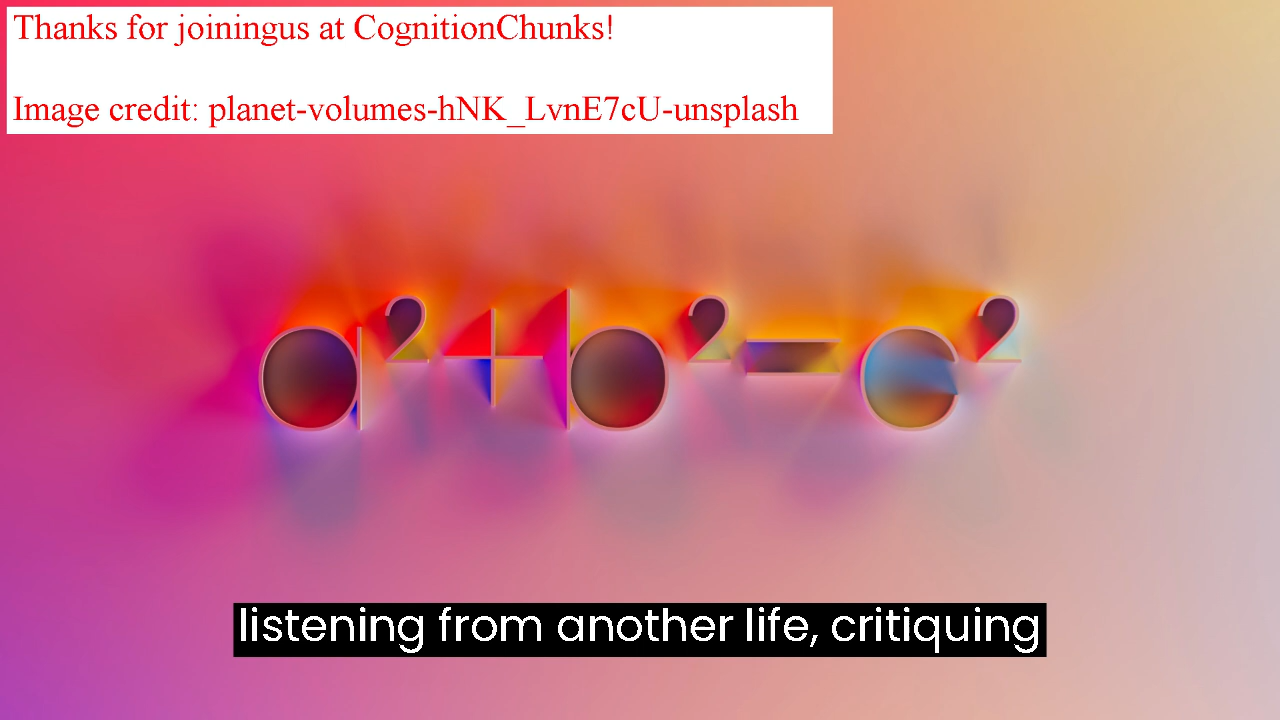 Thanks for joiningus at CognitionChunks!
Image credit: planet-volumes-hNK_LvnE7cU-unsplash
a²+b²=c²
listening from another life, critiquing